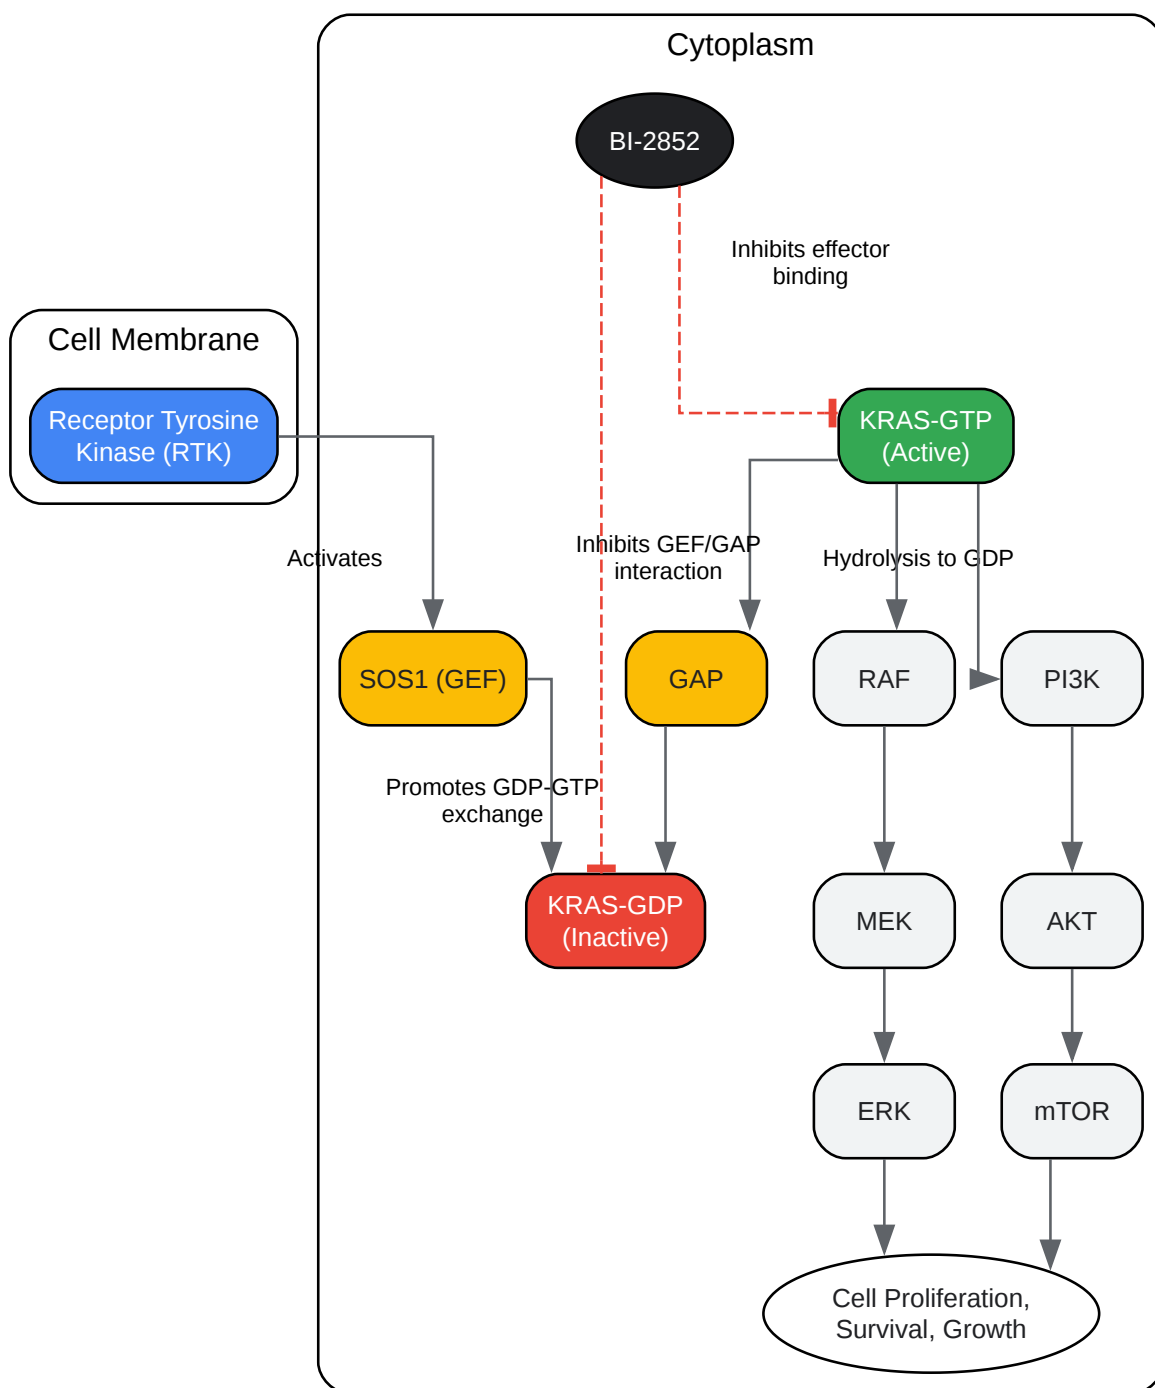 Cytoplasm
BI-2852
Inhibits effector
binding
Cell Membrane
Receptor Tyrosine
Kinase (RTK)
KRAS-GTP
(Active)
Activates
Inhibits GEF/GAP
interaction
Hydrolysis to GDP
SOS1 (GEF)
GAP
RAF
PI3K
Promotes GDP-GTP
exchange
KRAS-GDP
(Inactive)
MEK
AKT
ERK
mTOR
Cell Proliferation,
Survival, Growth